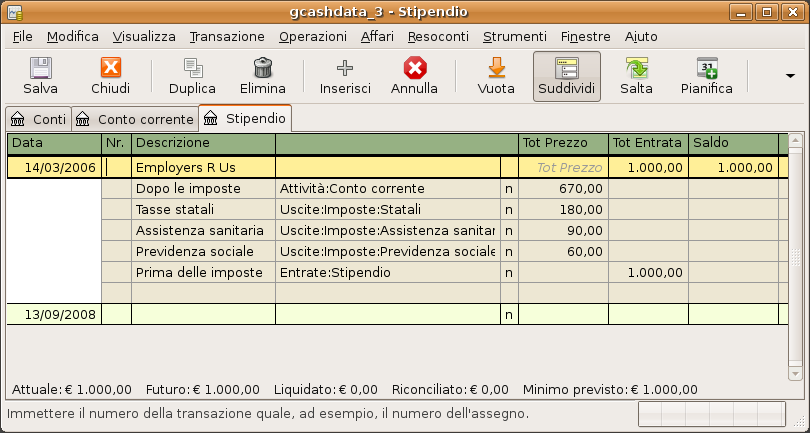 gcashdata_3 - Stipendio
File Modifica Visualizza Transazione Operazioni Affari Resoconti Strumenti Finestre Aiuto
Salva Chiudi Duplica Elimina Inserisci Annulla Vuota Suddividi Salta Pianifica
Conti Conto corrente Stipendio
Data Nr. Descrizione Tot Prezzo Tot Entrata Saldo
14/03/2006 Employers R Us Tot Prezzo 1.000,00 1.000,00
Dopo le imposte Attività:Conto corrente n 670,00
Tasse statali Uscite:Imposte:Statali n 180,00
Assistenza sanitaria Uscite:Imposte:Assistenza sanitar n 90,00
Previdenza sociale Uscite:Imposte:Previdenza sociale n 60,00
Prima delle imposte Entrate:Stipendio n 1.000,00
13/09/2008 n
Attuale: € 1.000,00 Futuro: € 1.000,00 Liquidato: € 0,00 Riconciliato: € 0,00 Minimo previsto: € 1.000,00
Immettere il numero della transazione quale, ad esempio, il numero dell'assegno.